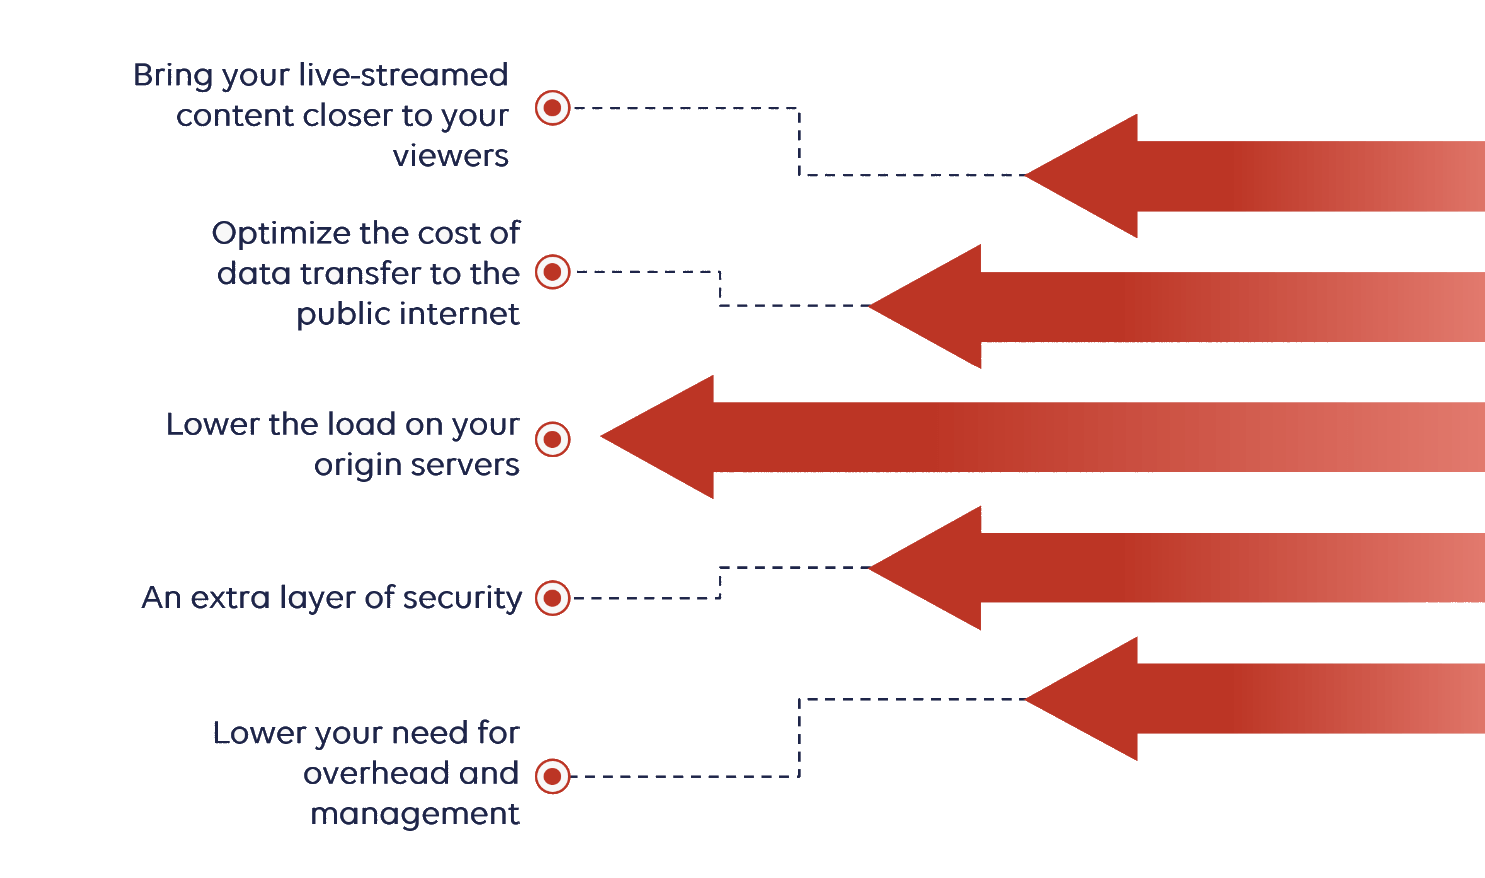 Bring your live-streamed
content closer to your
viewers
Optimize the cost of
data transfer to the
public internet
Lower the load on your
origin servers
An extra layer of security
Lower your need for
overhead and
management